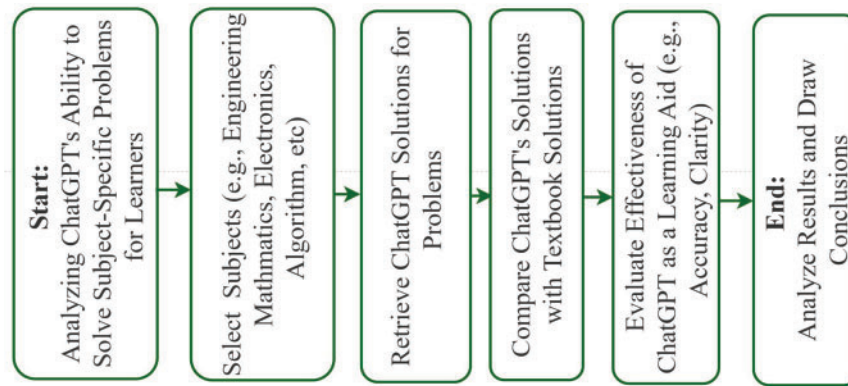 Start:
Analyzing ChatGPT's Ability to
Solve Subject-Specific Problems
for Learners
Select Subjects (e.g., Engineering
Mathmatics, Electronics,
Algorithm, etc)
Retrieve ChatGPT Solutions for
Problems
Compare ChatGPT's Solutions
with Textbook Solutions
Evaluate Effectiveness of
ChatGPT as a Learning Aid (e.g.,
Accuracy, Clarity)
End:
Analyze Results and Draw
Conclusions